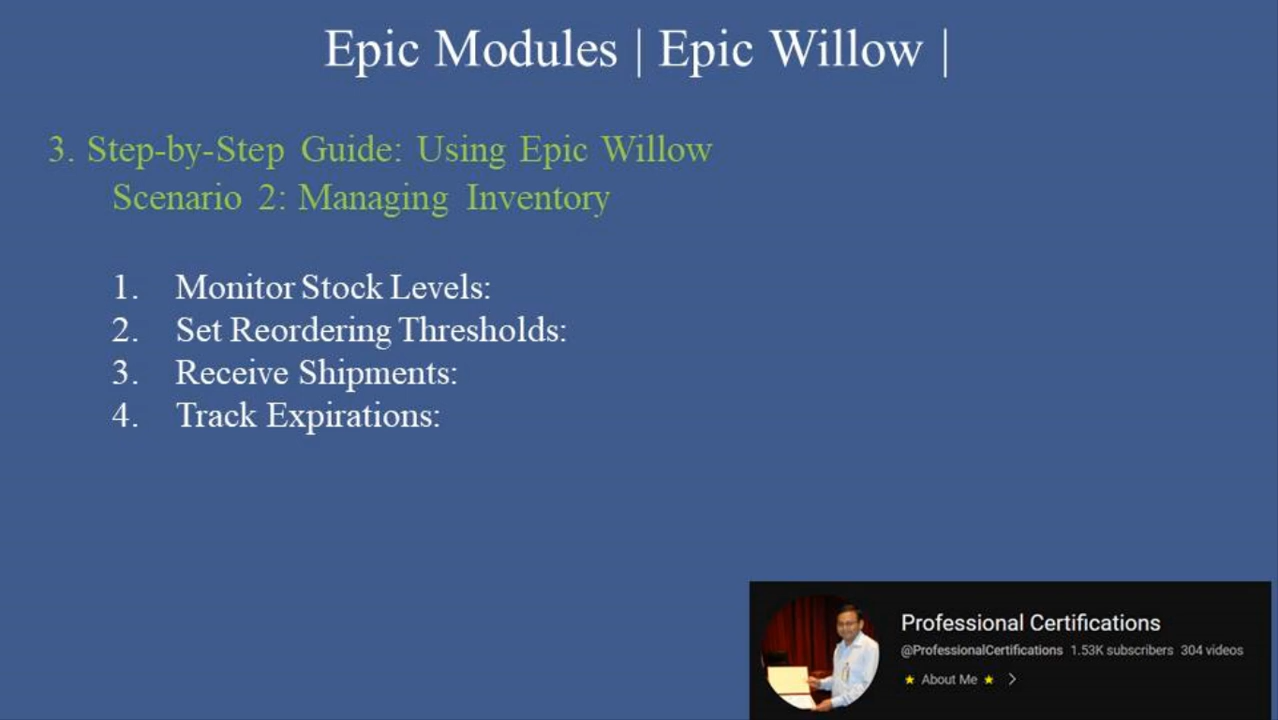 Epic Modules | Epic Willow |
3. Step-by-Step Guide: Using Epic Willow
Scenario 2: Managing Inventory
1. Monitor Stock Levels:
2. Set Reordering Thresholds:
3. Receive Shipments:
4. Track Expirations:
Professional Certifications
@ProfessionalCertifications 1.53K subscribers 304 videos
★ About Me ★ >